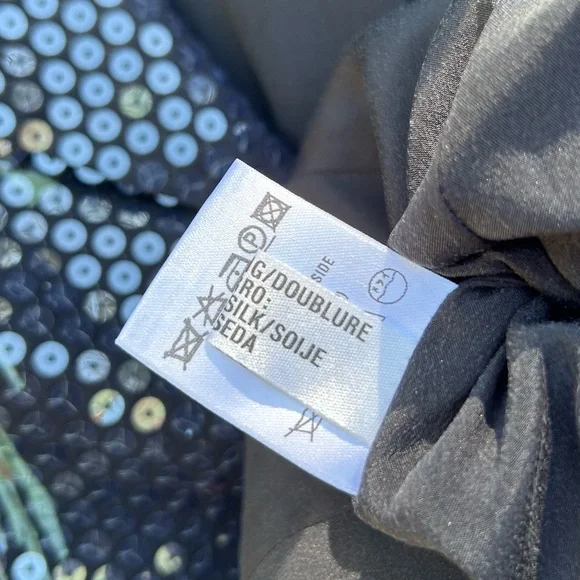 SIDE
G/DOUBLURE
RO:
SILK/SOIJE
SEDA
P